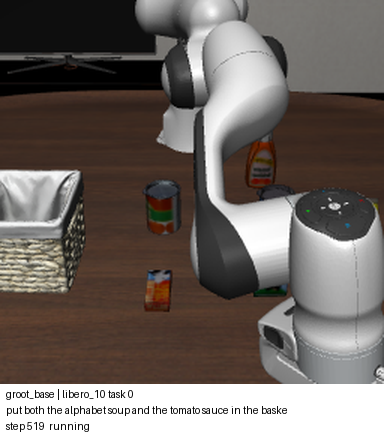 groot_base | libero_10 task 0
put both the alphabet soup and the tomato sauce in the baske
step 519 running